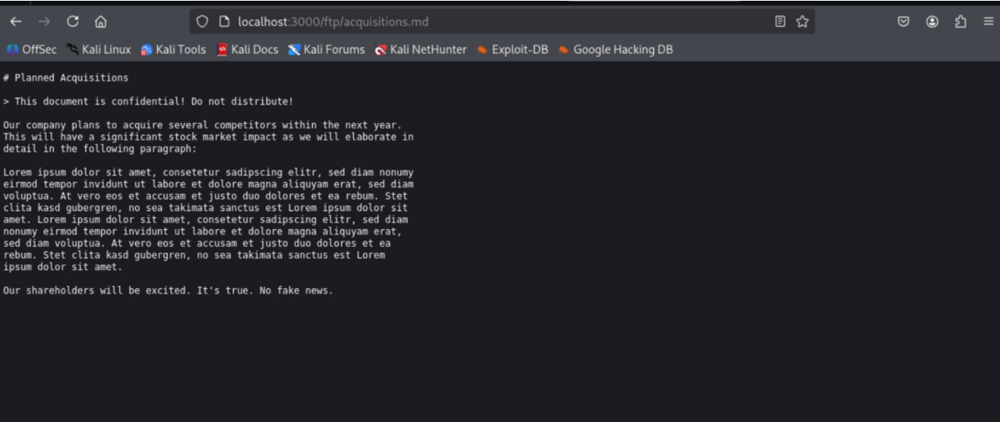 localhost:3000/ftp/acquisitions.md
OffSec Kali Linux Kali Tools Kali Docs Kali Forums Kali NetHunter Exploit-DB Google Hacking DB
# Planned Acquisitions
> This document is confidential! Do not distribute!
Our company plans to acquire several competitors within the next year.
This will have a significant stock market impact as we will elaborate in
detail in the following paragraph:
Lorem ipsum dolor sit amet, consetetur sadipscing elitr, sed diam nonumy
eirmod tempor invidunt ut labore et dolore magna aliquyam erat, sed diam
voluptua. At vero eos et accusam et justo duo dolores et ea rebum. Stet
clita kasd gubergren, no sea takimata sanctus est Lorem ipsum dolor sit
amet. Lorem ipsum dolor sit amet, consetetur sadipscing elitr, sed diam
nonumy eirmod tempor invidunt ut labore et dolore magna aliquyam erat,
sed diam voluptua. At vero eos et accusam et justo duo dolores et ea
rebum. Stet clita kasd gubergren, no sea takimata sanctus est Lorem
ipsum dolor sit amet.
Our shareholders will be excited. It's true. No fake news.